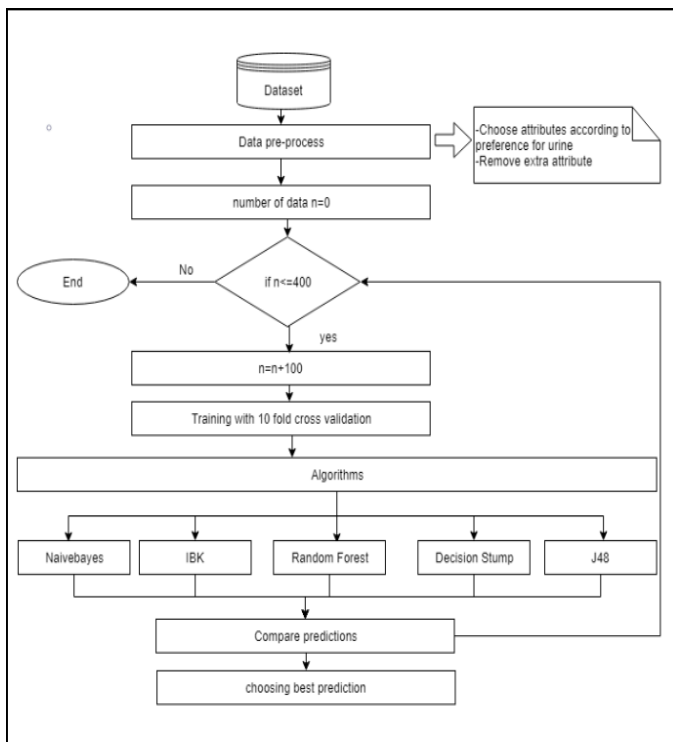 Dataset
Data pre-process
-Choose attributes according to
preference for urine
-Remove extra attribute
number of data n=0
if n<=400
No
End
yes
n=n+100
Training with 10 fold cross validation
Algorithms
Naivebayes
IBK
Random Forest
Decision Stump
J48
Compare predictions
choosing best prediction